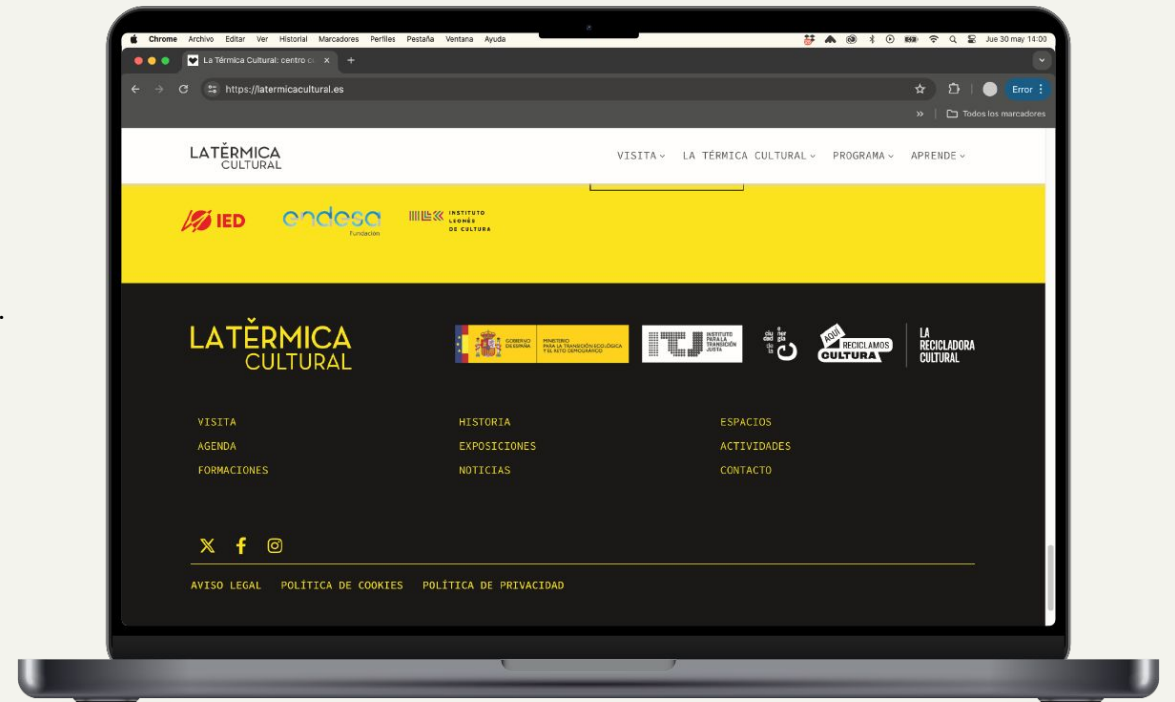 Chrome Archivo Editar Ver Historial Marcadores Perfiles Pestaña Ventana Ayuda
Jue 30 may 14:00
La Térmica Cultural: centro c
https://latermicacultural.es
Error
Todos los marcadores
LATĚRMICA
CULTURAL
VISITA LA TÉRMICA CULTURAL PROGRAMA APRENDE
IED
endesa
Fundación
INSTITUTO
LEONÉS
DE CULTURA
.
LATĚRMICA
CULTURAL
GOBIERNO
DE ESPAÑA
MINISTERIO
PARA LA TRANSICIÓN ECOLÓGICA
Y EL RETO DEMOGRÁFICO
ITJ
INSTITUTO
PARA LA
TRANSICIÓN
JUSTA
AQUÍ
RECICLAMOS
CULTURA
LA
RECICLADORA
CULTURAL
VISITA HISTORIA ESPACIOS
AGENDA EXPOSICIONES ACTIVIDADES
FORMACIONES NOTICIAS CONTACTO
AVISO LEGAL POLÍTICA DE COOKIES POLÍTICA DE PRIVACIDAD